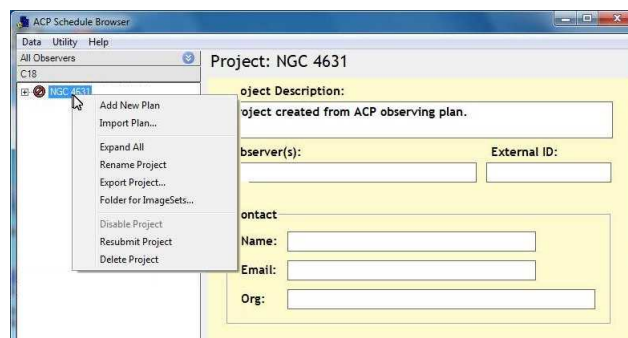 ACP Schedule Browser
Data Utility Help
All Observers
C18
NGC 4631
Add New Plan
Import Plan...
Expand All
Rename Project
Export Project...
Folder for ImageSets...
Disable Project
Resubmit Project
Delete Project
Project: NGC 4631
oject Description:
roject created from ACP observing plan.
bserver(s):
External ID:
ontact
Name:
Email:
Org: